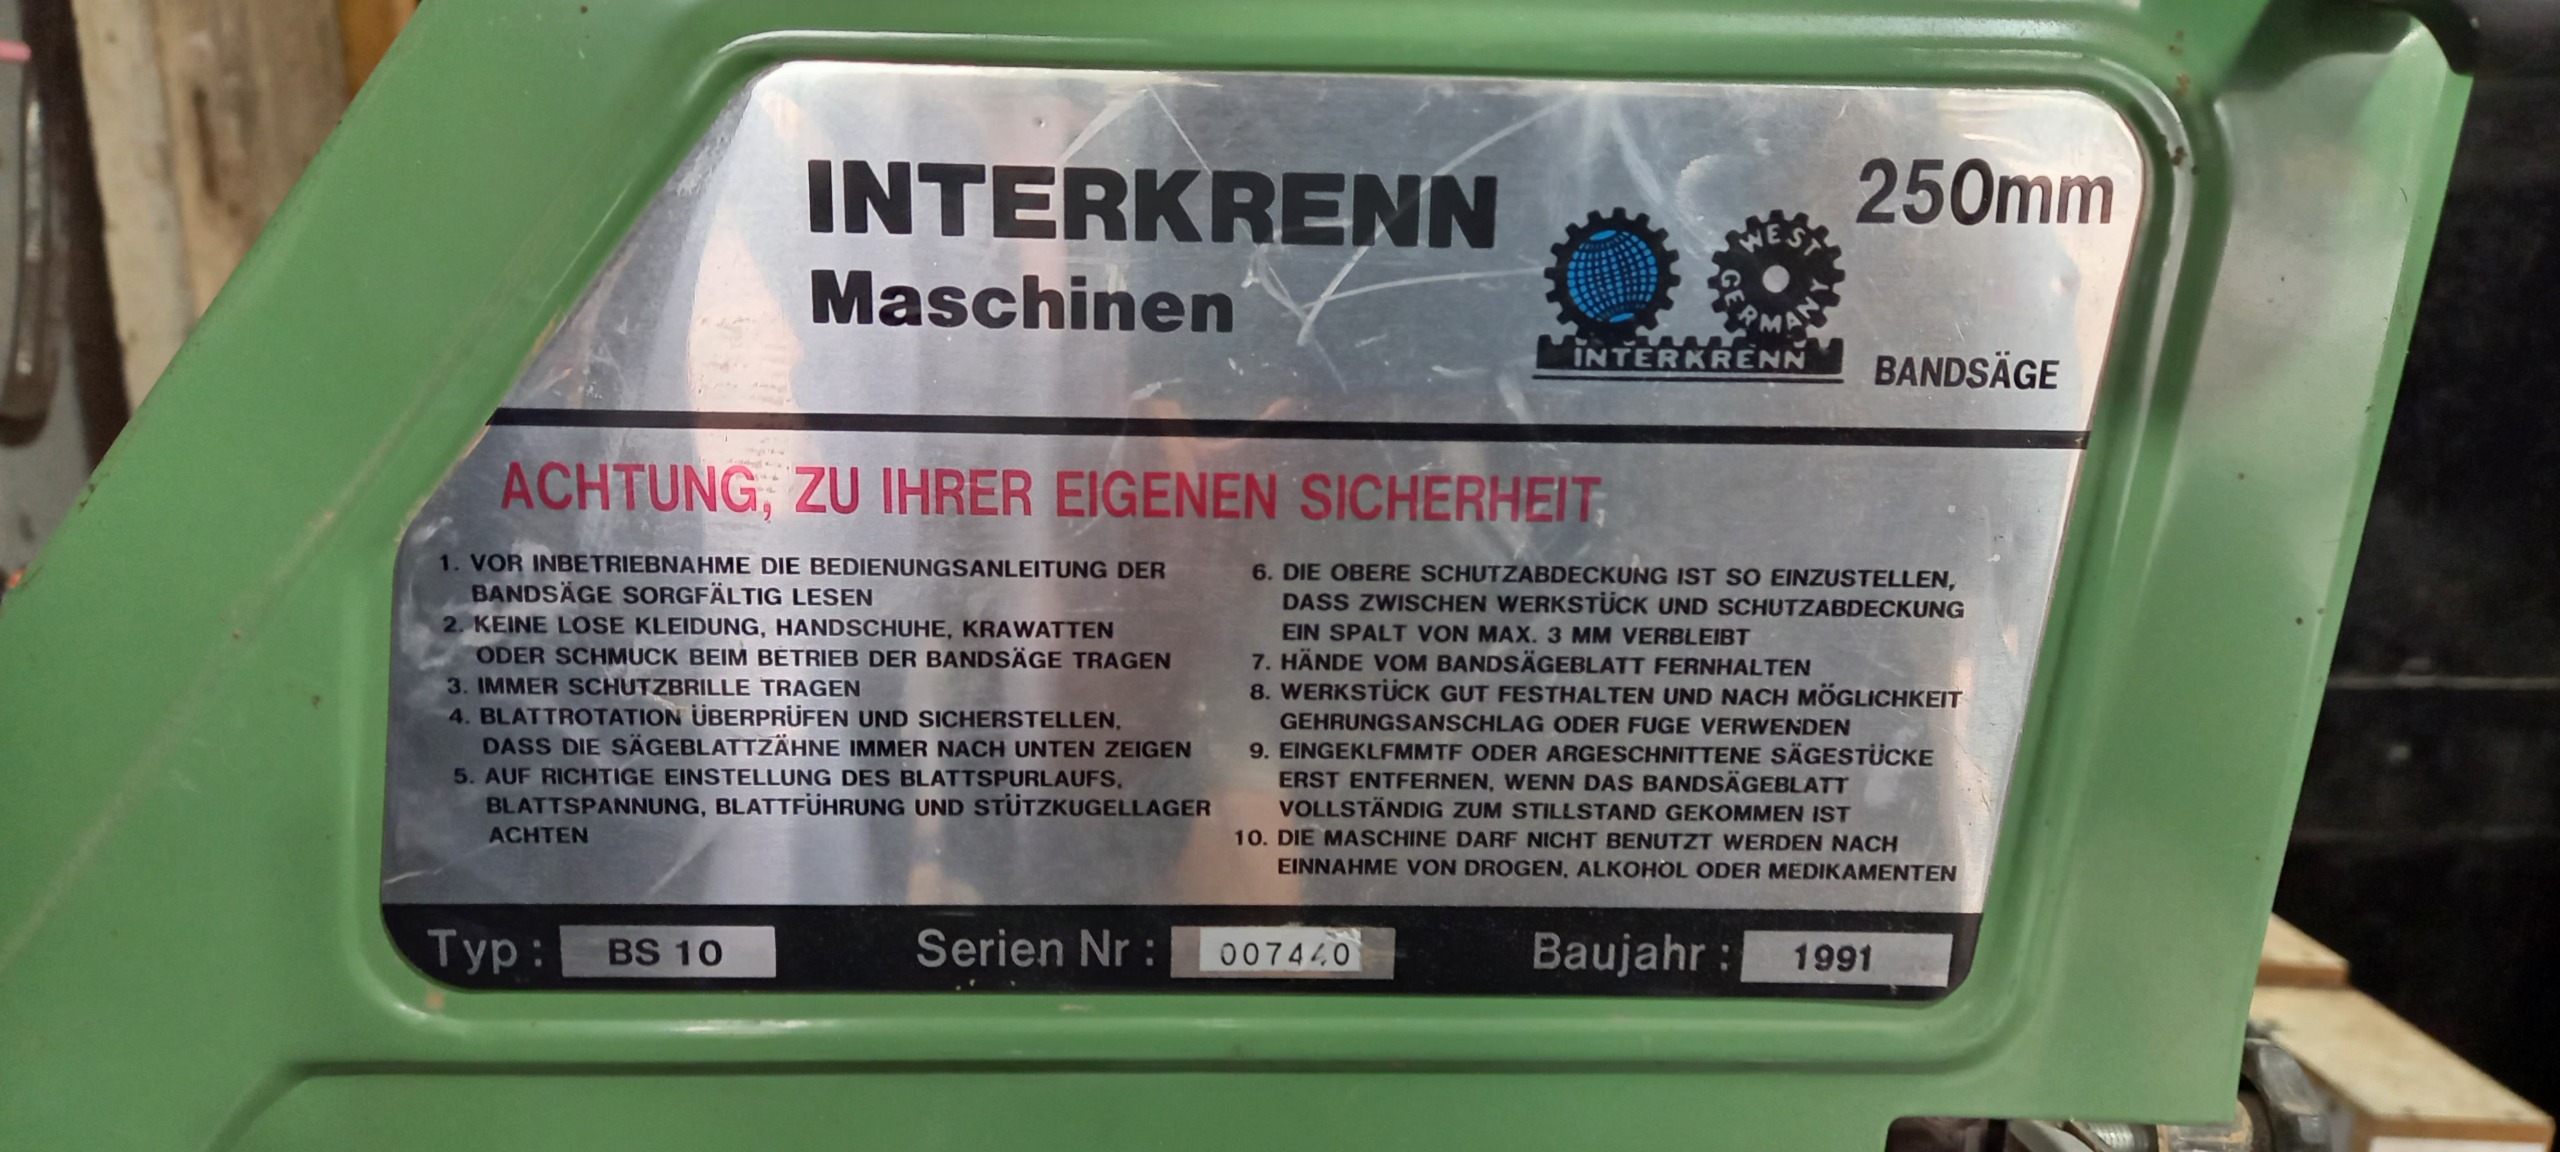 INTERKRENN
Maschinen
WEST GERMANY
INTERKRENN
250mm
BANDSÄGE
ACHTUNG, ZU IHRER EIGENEN SICHERHEIT
1. VOR INBETRIEBNAHME DIE BEDIENUNGSANLEITUNG DER
BANDSÄGE SORGFÄLTIG LESEN
2. KEINE LOSE KLEIDUNG, HANDSCHUHE, KRAWATTEN
ODER SCHMUCK BEIM BETRIEB DER BANDSÄGE TRAGEN
3. IMMER SCHUTZBRILLE TRAGEN
4. BLATTROTATION ÜBERPRÜFEN UND SICHERSTELLEN,
DASS DIE SÄGEBLATTZÄHNE IMMER NACH UNTEN ZEIGEN
5. AUF RICHTIGE EINSTELLUNG DES BLATTSPURLAUFS,
BLATTSPANNUNG, BLATTFÜHRUNG UND STÜTZKUGELLAGER
ACHTEN
6. DIE OBERE SCHUTZABDECKUNG IST SO EINZUSTELLEN,
DASS ZWISCHEN WERKSTÜCK UND SCHUTZABDECKUNG
EIN SPALT VON MAX. 3 MM VERBLEIBT
7. HÄNDE VOM BANDSÄGEBLATT FERNHALTEN
8. WERKSTÜCK GUT FESTHALTEN UND NACH MÖGLICHKEIT
GEHRUNGSANSCHLAG ODER FUGE VERWENDEN
9. EINGEKLFMMTF ODER ARGESCHNITTENE SÄGESTÜCKE
ERST ENTFERNEN, WENN DAS BANDSÄGEBLATT
VOLLSTÄNDIG ZUM STILLSTAND GEKOMMEN IST
10. DIE MASCHINE DARF NICHT BENUTZT WERDEN NACH
EINNAHME VON DROGEN, ALKOHOL ODER MEDIKAMENTEN
Typ: BS 10 Serien Nr: 007440 Baujahr: 1991